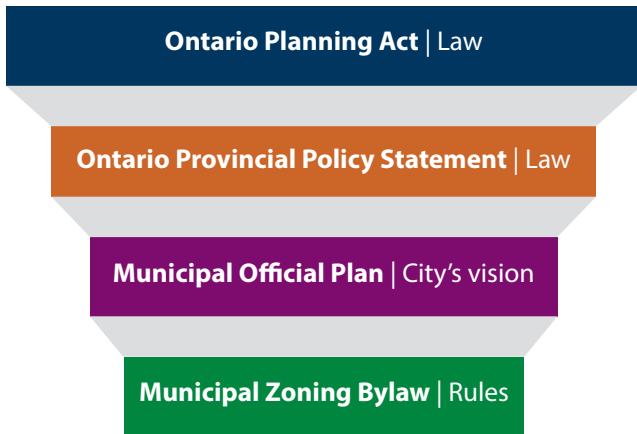 Ontario Planning Act | Law
Ontario Provincial Policy Statement | Law
Municipal Official Plan | City’s vision
Municipal Zoning Bylaw | Rules